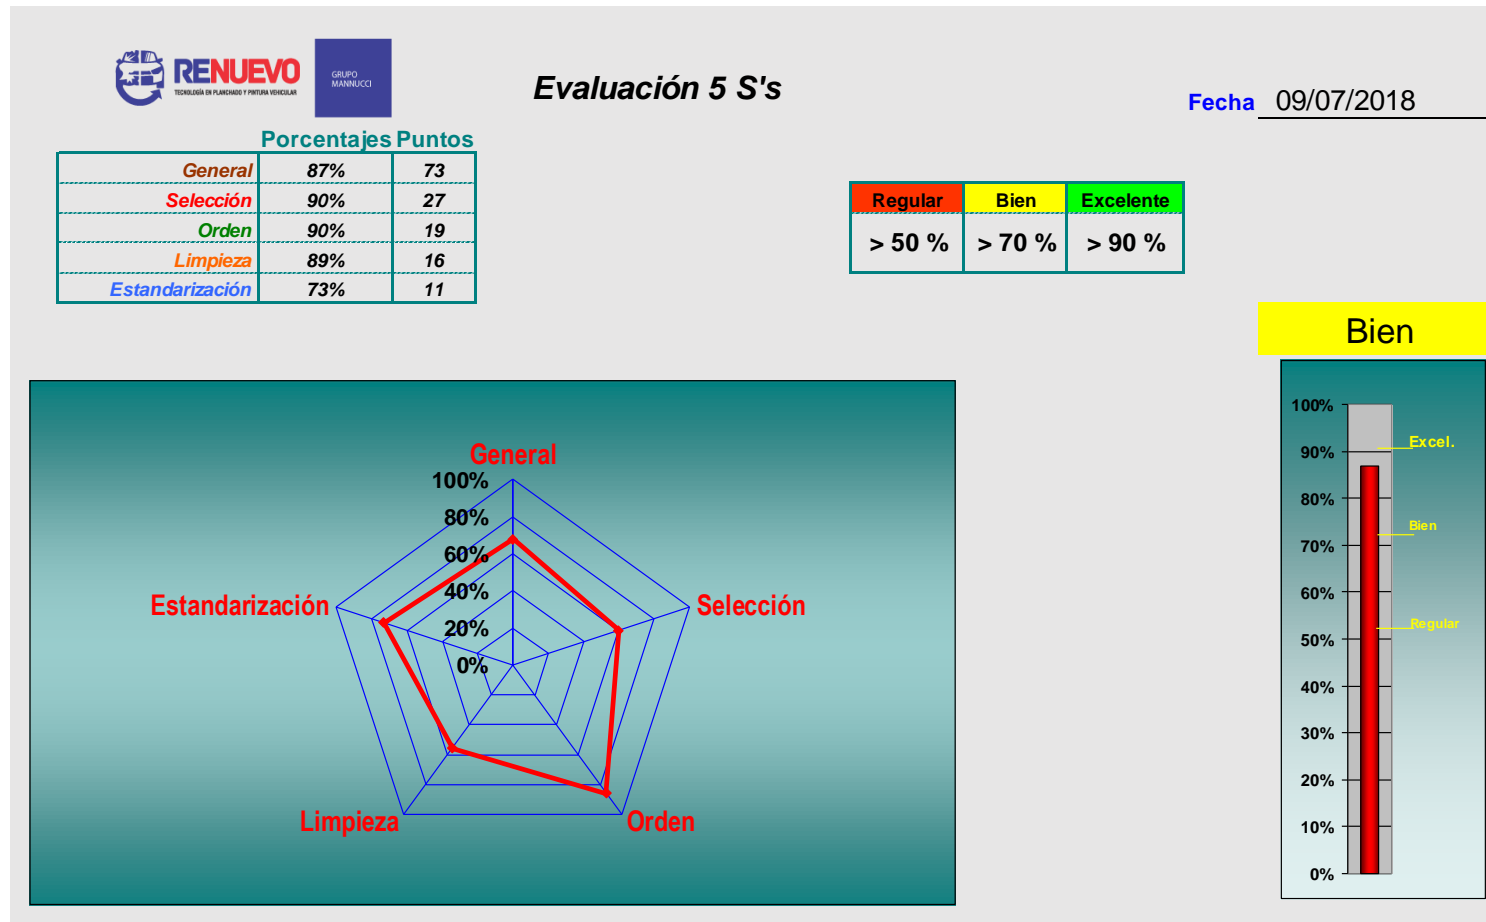 RENUEVO
TECNOLOGÍA EN PLANCHADO Y PINTURA VEHICULAR
GRUPO
MANNUCCI
Evaluación 5 S's
Fecha 09/07/2018
Porcentajes Puntos
General 87% 73
Selección 90% 27
Orden 90% 19
Limpieza 89% 16
Estandarización 73% 11
Regular Bien Excelente
> 50 % > 70 % > 90 %
Bien
General
100%
80%
60%
40%
20%
0%
Estandarización
Selección
Limpieza
Orden
100%
90%
80%
70%
60%
50%
40%
30%
20%
10%
0%
Excel.
Bien
Regular